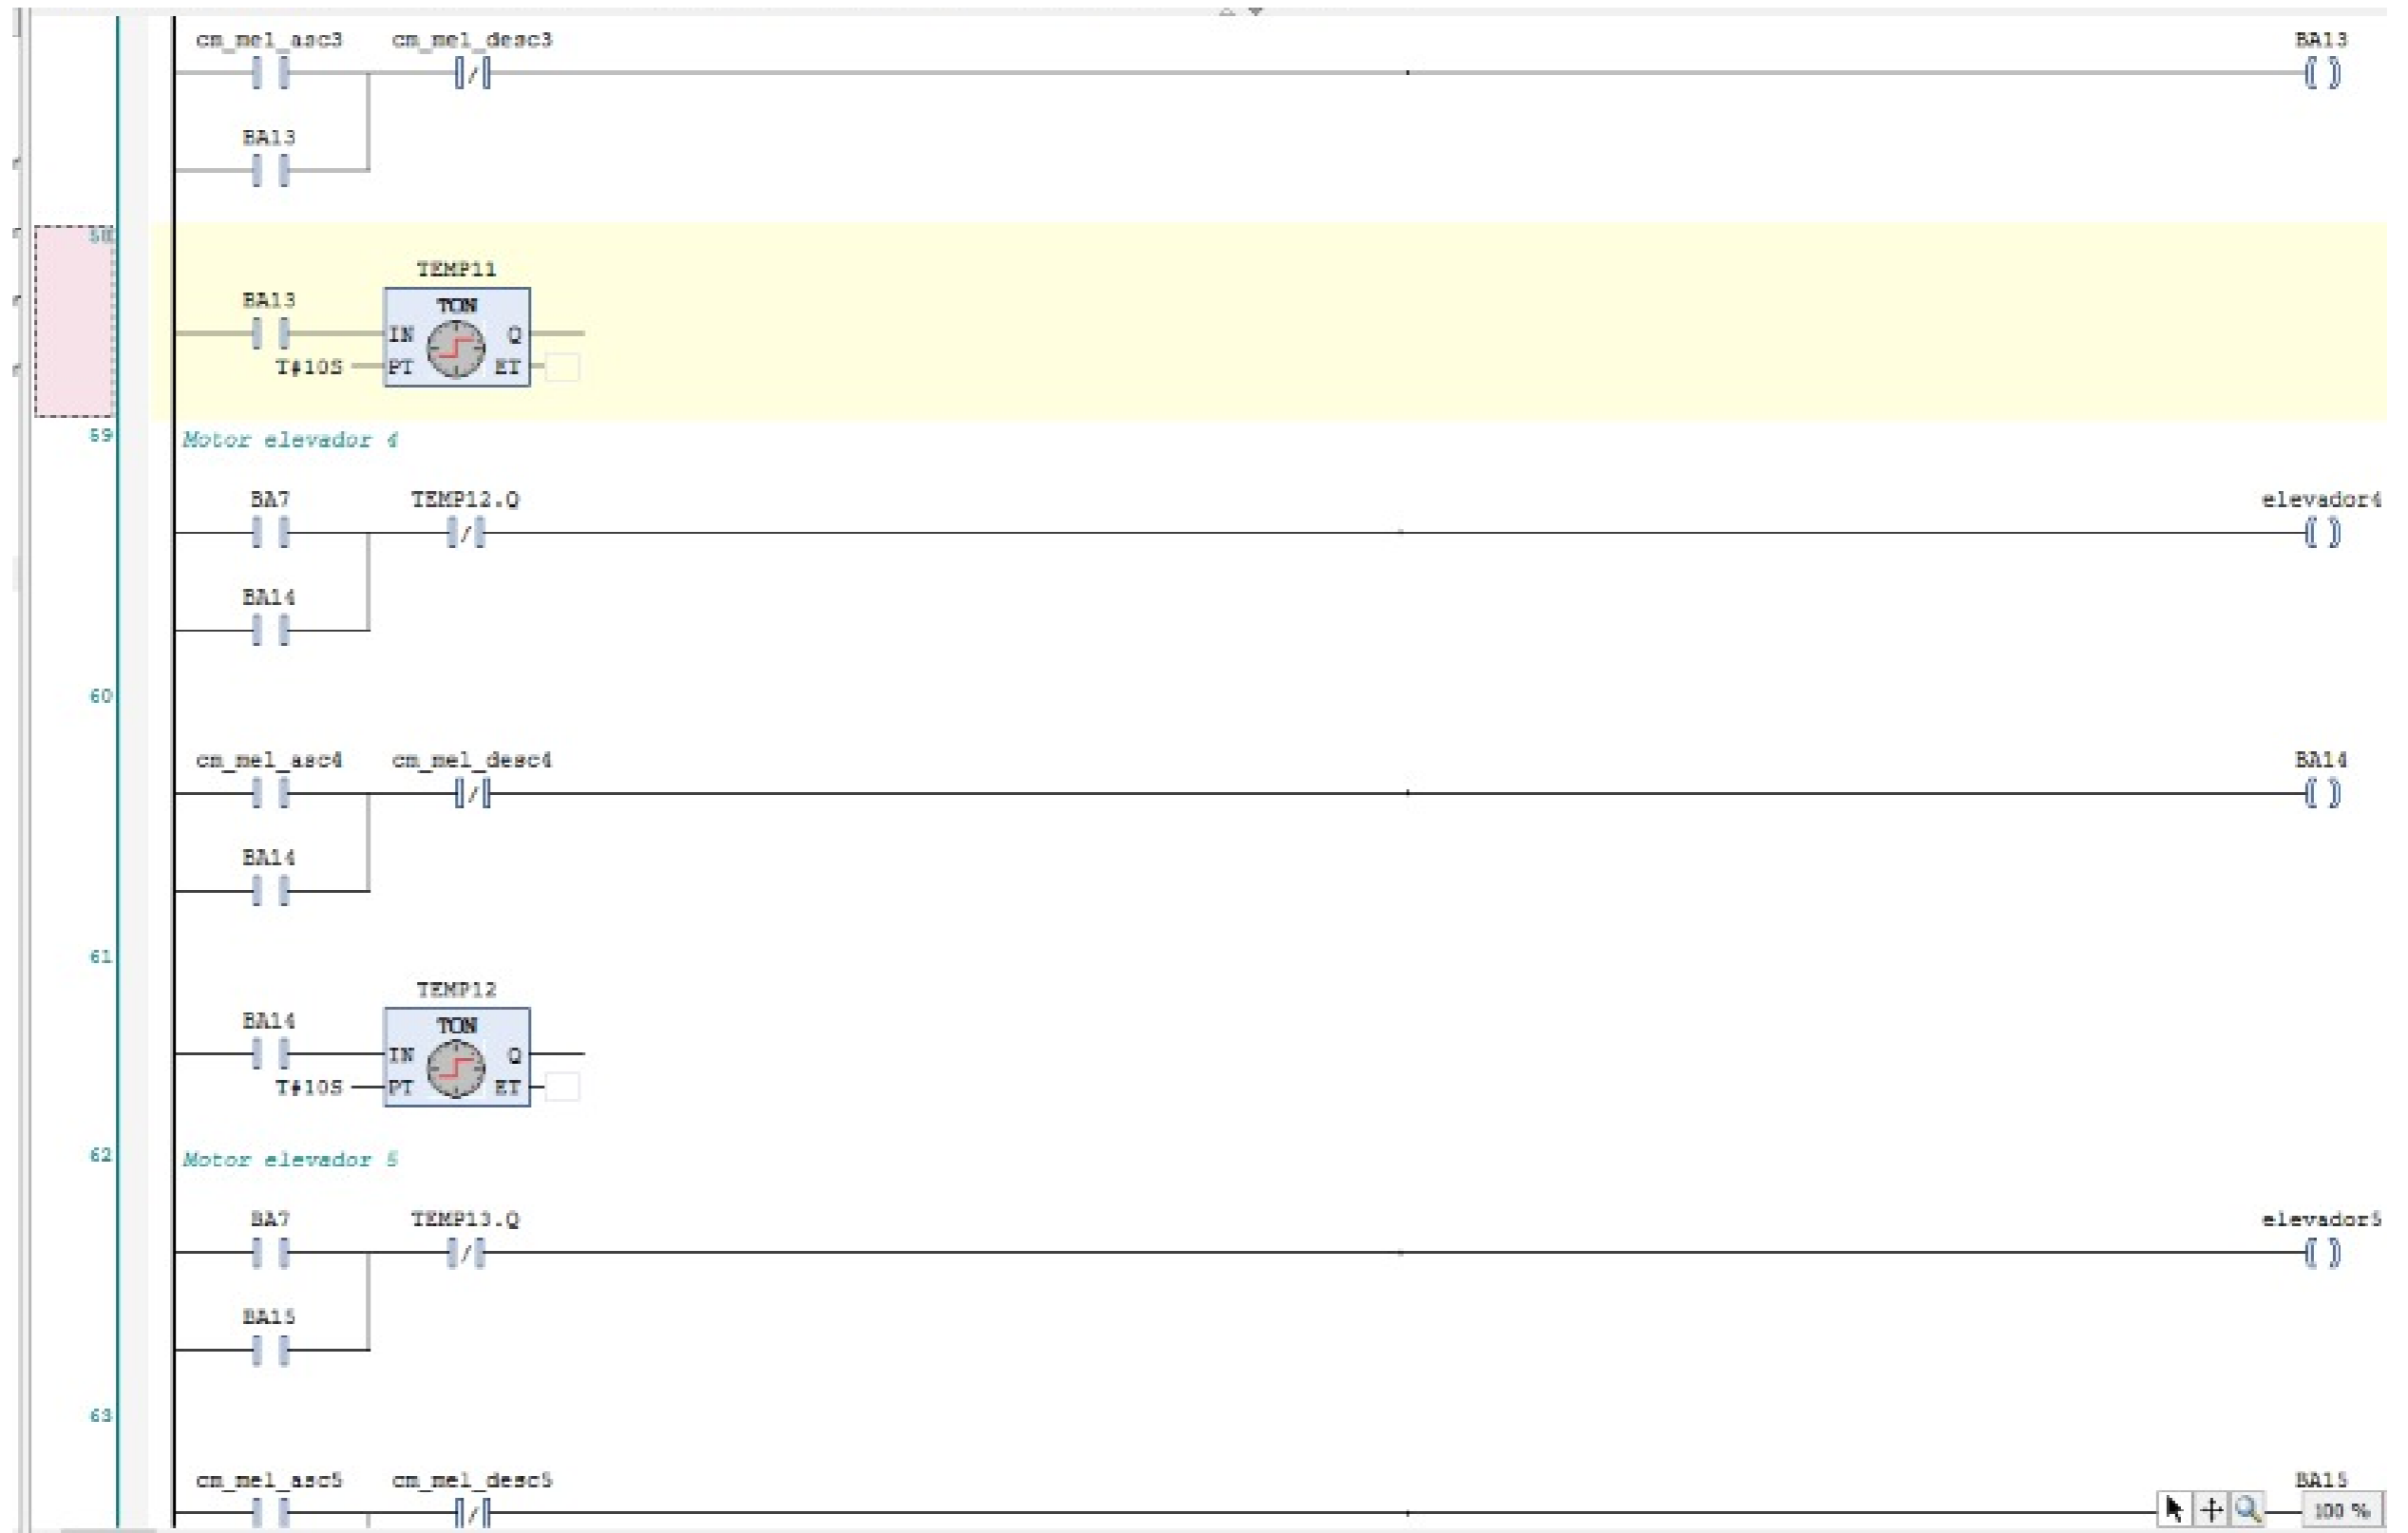 cm_mel_asc3 cm_mel_desc3 BA13
BA13
58
TEMP11
BA13 TON
IN Q
T#10S PT ET
59 Motor elevador 4
BA7 TEMP12.Q elevador4
BA14
60
cm_mel_asc4 cm_mel_desc4 BA14
BA14
61
TEMP12
BA14 TON
IN Q
T#10S PT ET
62 Motor elevador 5
BA7 TEMP13.Q elevador5
BA15
63
cm_mel_asc5 cm_mel_desc5 BA15
100 %